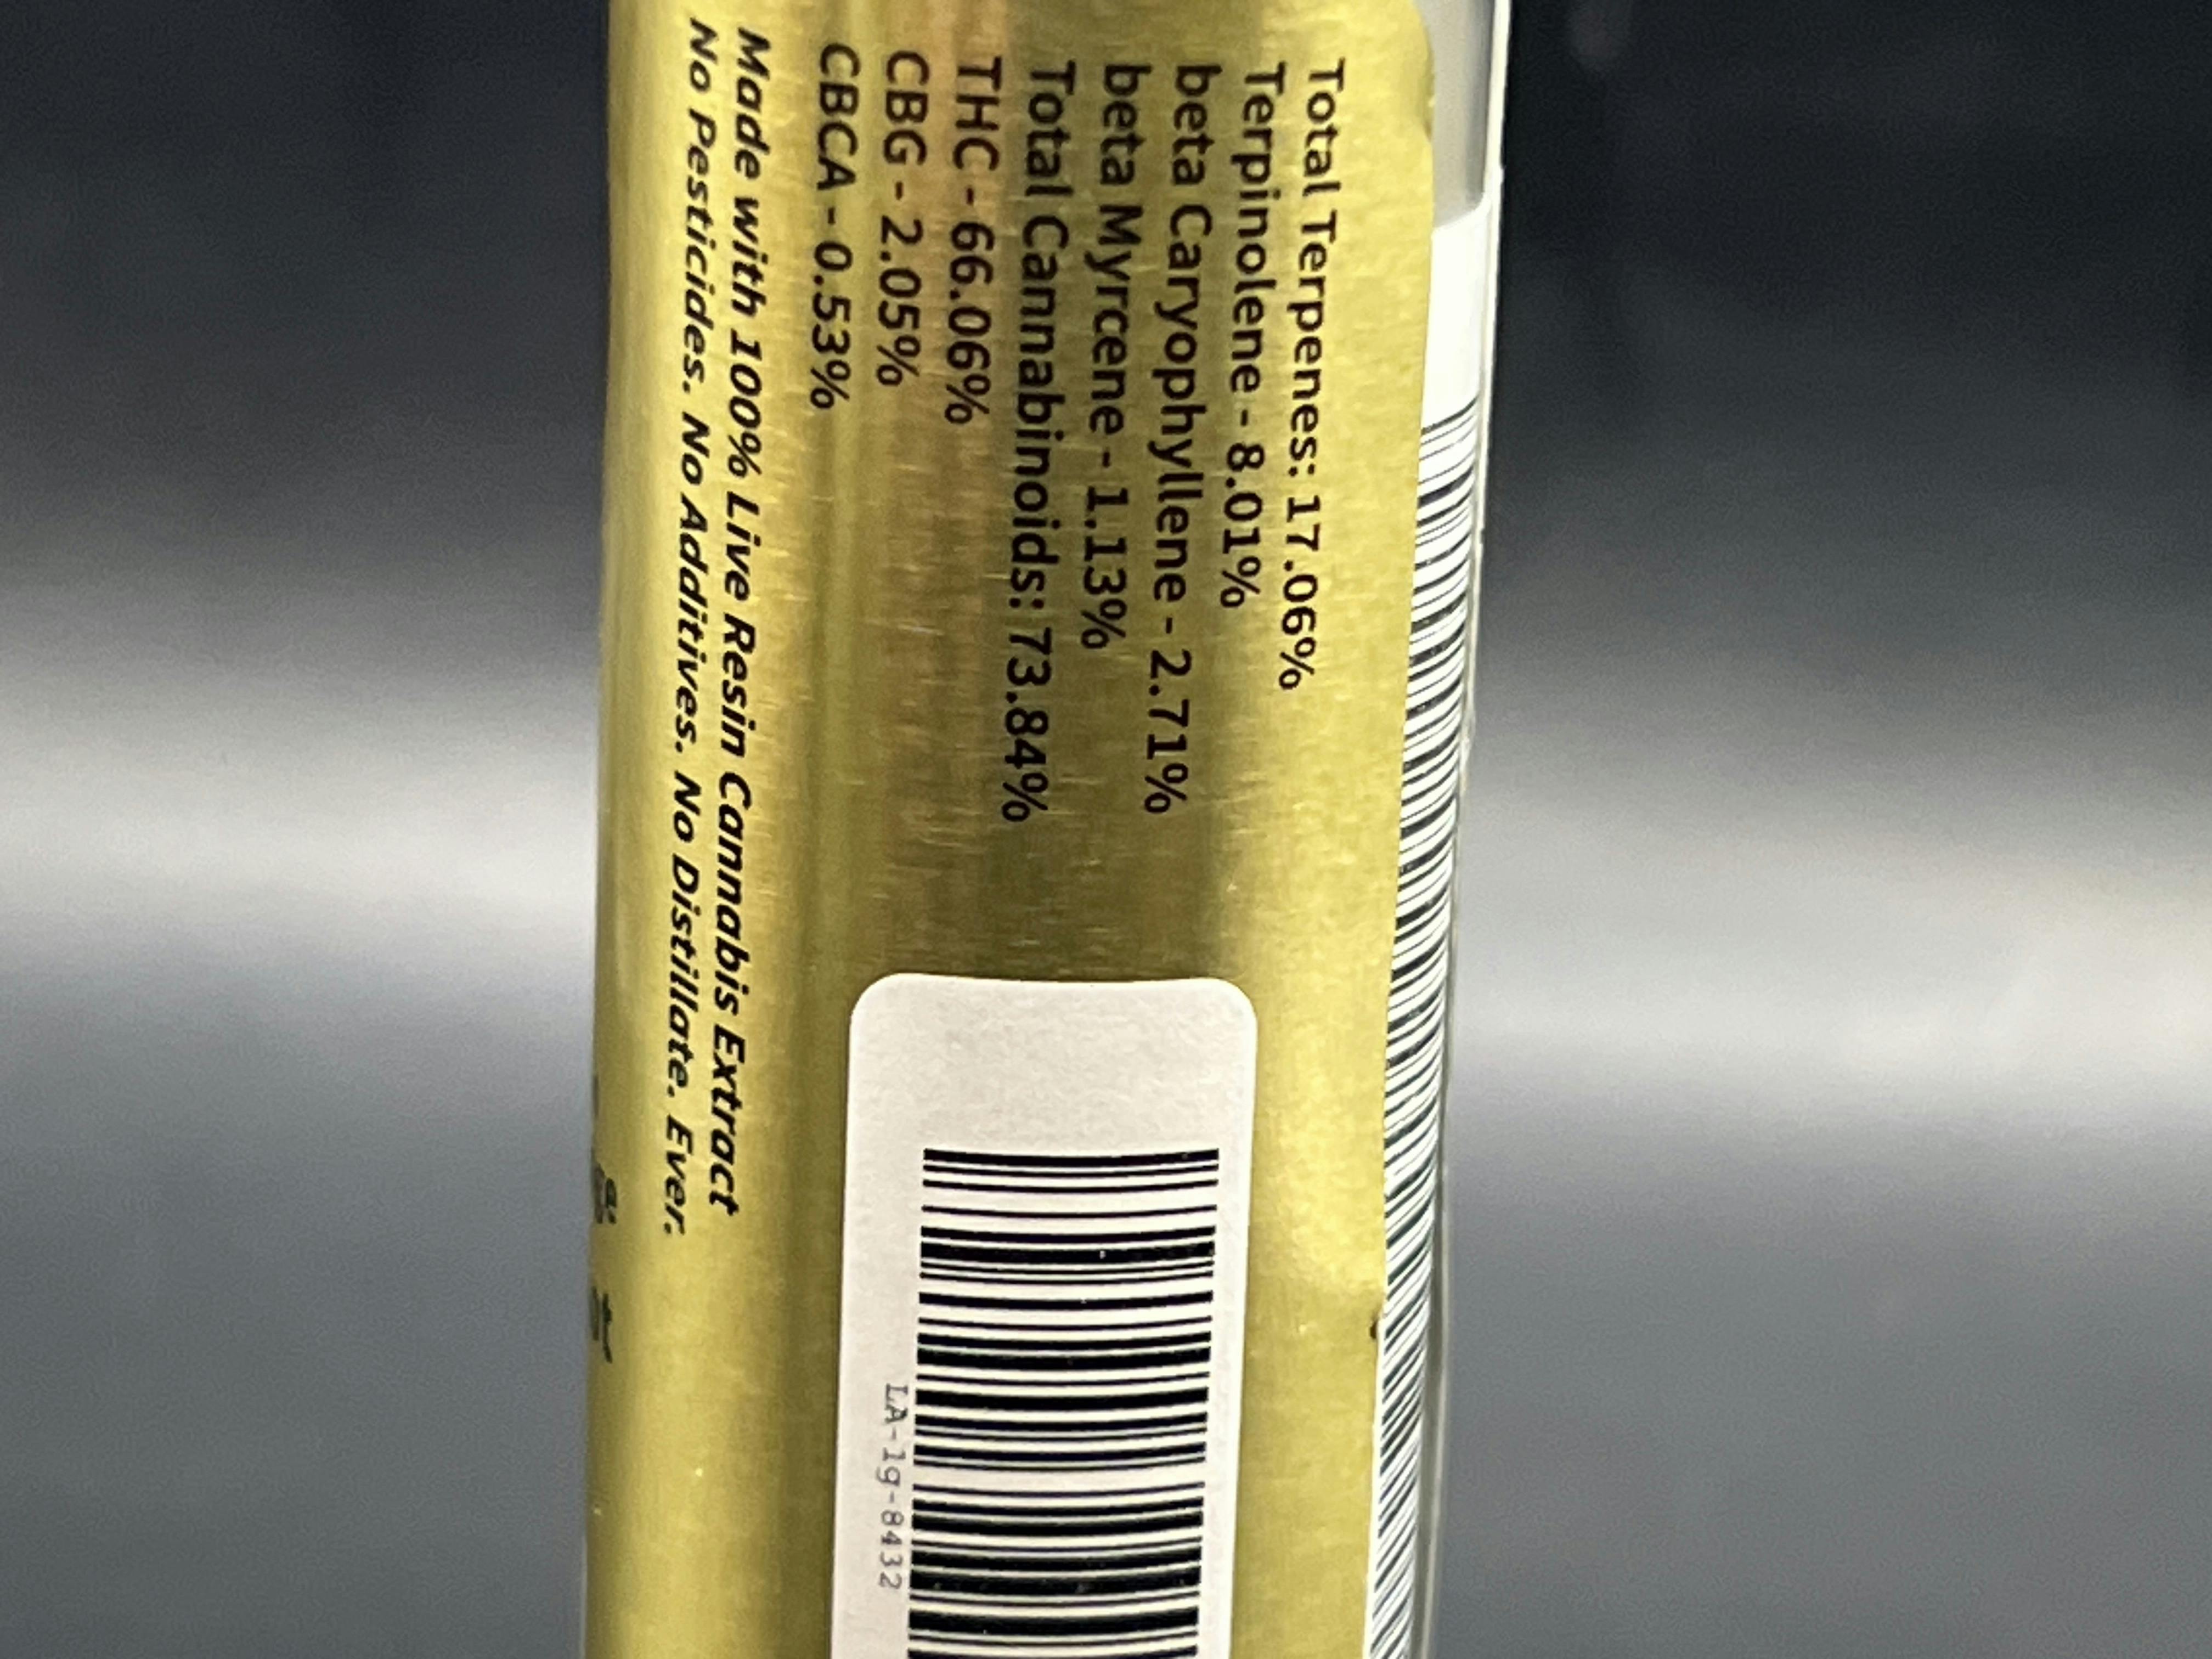 Total Terpenes: 17.06%
Terpinolene - 8.01%
beta Caryophyllene - 2.71%
beta Myrcene - 1.13%
Total Cannabinoids: 73.84%
THC - 66.06%
CBG - 2.05%
CBCA - 0.53%
Made with 100% Live Resin Cannabis Extract
No Pesticides. No Additives. No Distillate. Ever.
LA-1g-8432